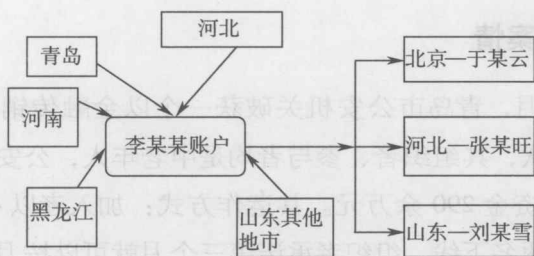 河北
青岛
北京—于某云
河南
李某某账户
河北—张某旺
黑龙江
山东其他
地市
山东—刘某雪